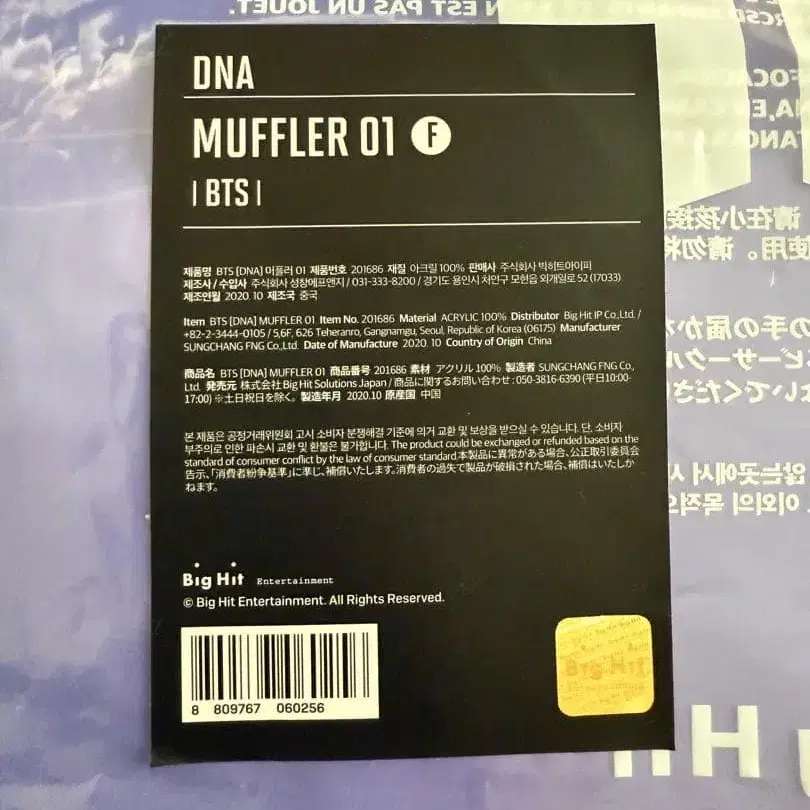 N EST PAS UN JOUET.
DNA
MUFFLER 01 F
| BTS |
제품명 BTS [DNA] 머플러 01 제품번호 201686 재질 아크릴 100% 판매사 주식회사 빅히트아이피
제조사 / 수입사 주식회사 성창에프앤지 / 031-333-8200 / 경기도 용인시 처인구 모현읍 외개일로 52 (17033)
제조연월 2020. 10 제조국 중국
Item BTS [DNA] MUFFLER 01 Item No. 201686 Material ACRYLIC 100% Distributor Big Hit IP Co.,Ltd. /
+82-2-3444-0105 / 5,6F, 626 Teheranro, Gangnamgu, Seoul, Republic of Korea (06175) Manufacturer
SUNGCHANG FNG Co.,Ltd. Date of Manufacture 2020. 10 Country of Origin China
商品名 BTS [DNA] MUFFLER 01 商品番号 201686 素材 アクリル 100% 製造者 SUNGCHANG FNG Co.,
Ltd. 発売元 株式会社 Big Hit Solutions Japan / 商品に関するお問い合わせ : 050-3816-6390 (平日10:00-
17:00) ※土日祝日を除く。 製造年月 2020.10 原産国 中国
본 제품은 공정거래위원회 고시 소비자 분쟁해결 기준에 의거 교환 및 보상을 받으실 수 있습니다. 단, 소비자
부주의로 인한 파손시 교환 및 환불은 불가합니다. The product could be exchanged or refunded based on the
standard of consumer conflict by the law of consumer standard.本製品に異常がある場合、公正取引委員会
告示、「消費者紛争基準」に準じ、補償いたします。消費者の過失で製品が破損された場合、補償はいたしか
ねます。
Big Hit Entertainment
© Big Hit Entertainment. All Rights Reserved.
8 809767 060256
Big Hit